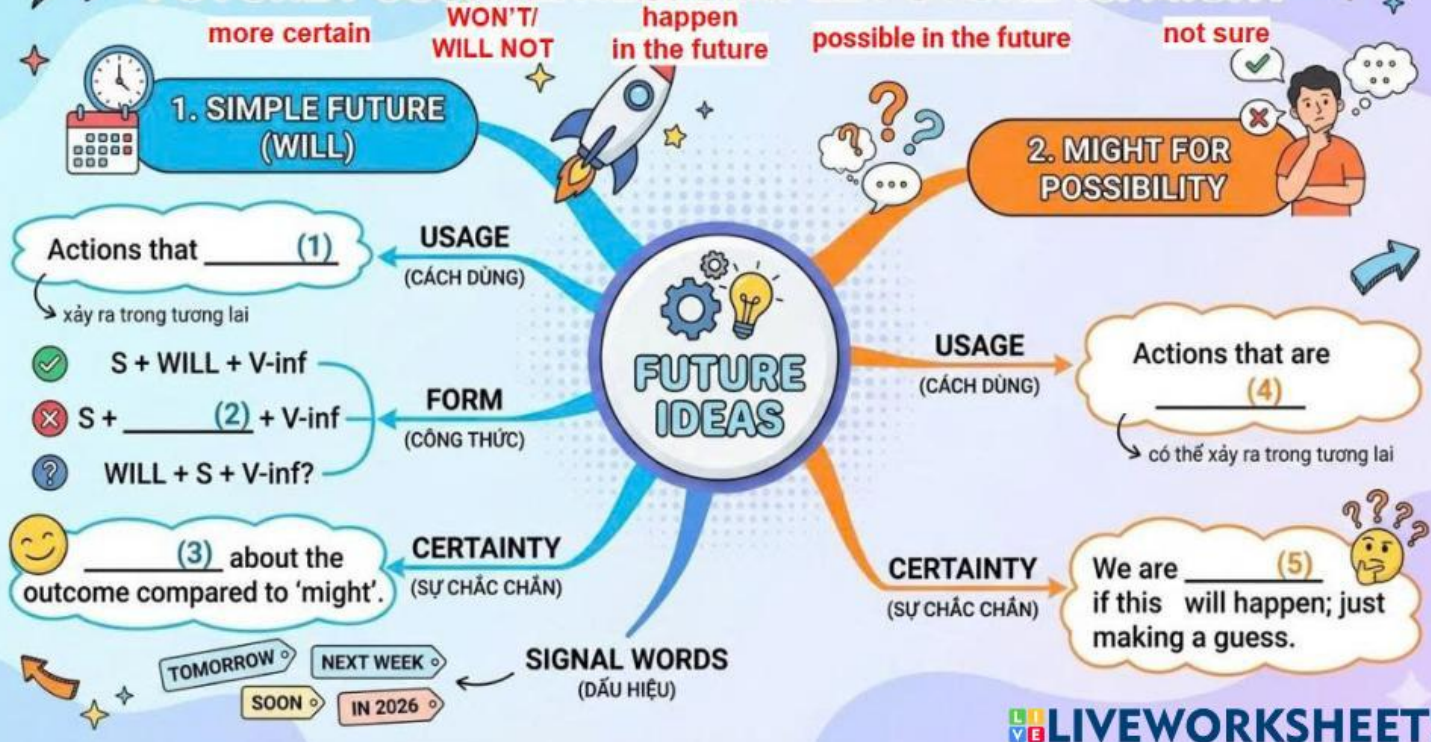 more certain
WON'T/
WILL NOT
happen
in the future
possible in the future
not sure
1. SIMPLE FUTURE
(WILL)
2. MIGHT FOR
POSSIBILITY
Actions that ________ (1)
xảy ra trong tương lai
USAGE
(CÁCH DÙNG)
S + WILL + V-inf
S + ________ (2) + V-inf
WILL + S + V-inf?
FORM
(CÔNG THỨC)
________ (3) about the
outcome compared to 'might'.
CERTAINTY
(SỰ CHẮC CHẮN)
FUTURE
IDEAS
USAGE
(CÁCH DÙNG)
Actions that are
________ (4)
có thể xảy ra trong tương lai
CERTAINTY
(SỰ CHẮC CHẮN)
We are ________ (5)
if this will happen; just
making a guess.
SIGNAL WORDS
(DẤU HIỆU)
TOMORROW
NEXT WEEK
SOON
IN 2026
LIVE
LIVEWORKSHEET